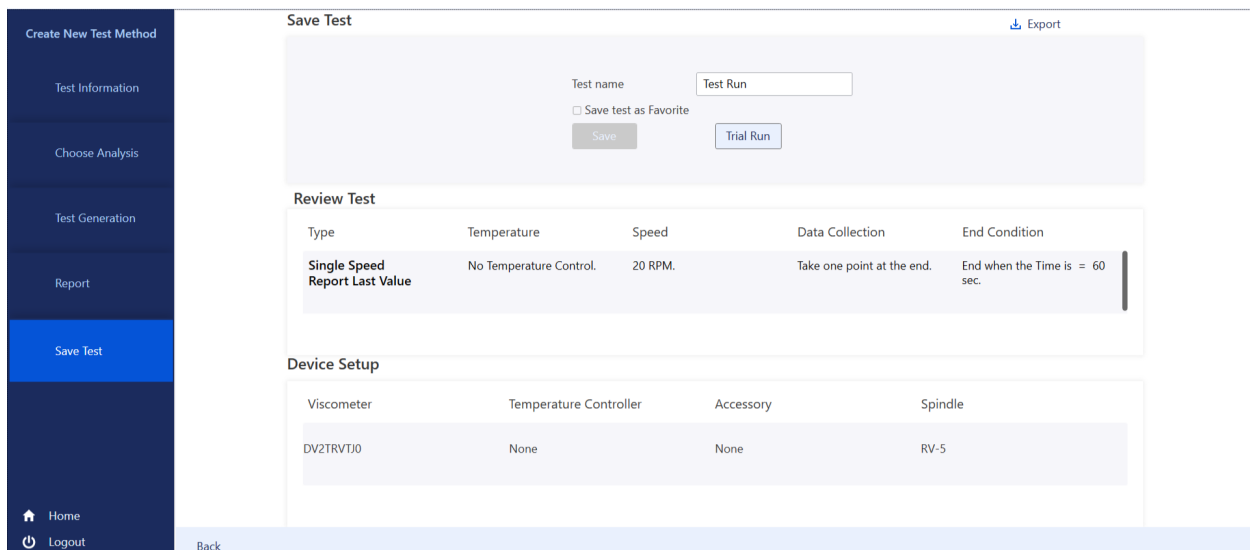 Create New Test Method
Test Information
Choose Analysis
Test Generation
Report
Save Test
Home
Logout
Save Test
Export
Test name
Test Run
Save test as Favorite
Save
Trial Run
Review Test
Type Temperature Speed Data Collection End Condition
Single Speed No Temperature Control. 20 RPM. Take one point at the end. End when the Time is = 60
Report Last Value sec.
Device Setup
Viscometer Temperature Controller Accessory Spindle
DV2TRVTJ0 None None RV-5
Back